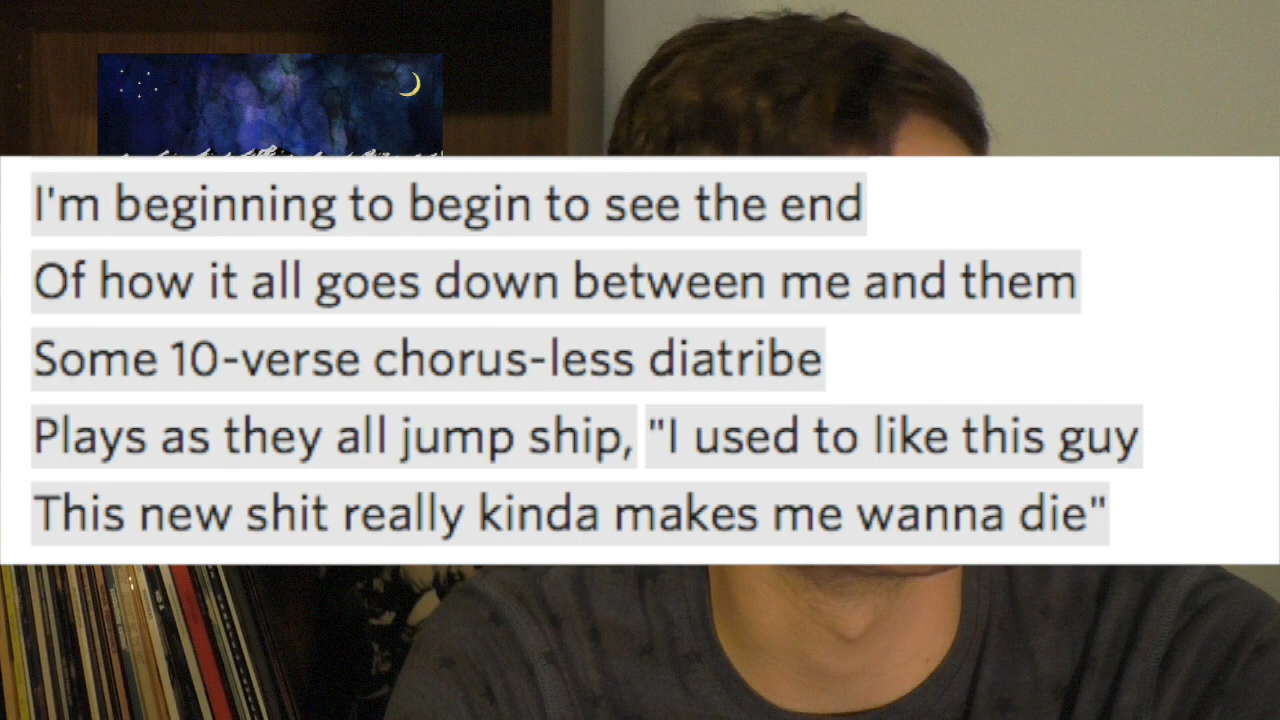 I'm beginning to begin to see the end
Of how it all goes down between me and them
Some 10-verse chorus-less diatribe
Plays as they all jump ship, "I used to like this guy
This new shit really kinda makes me wanna die"